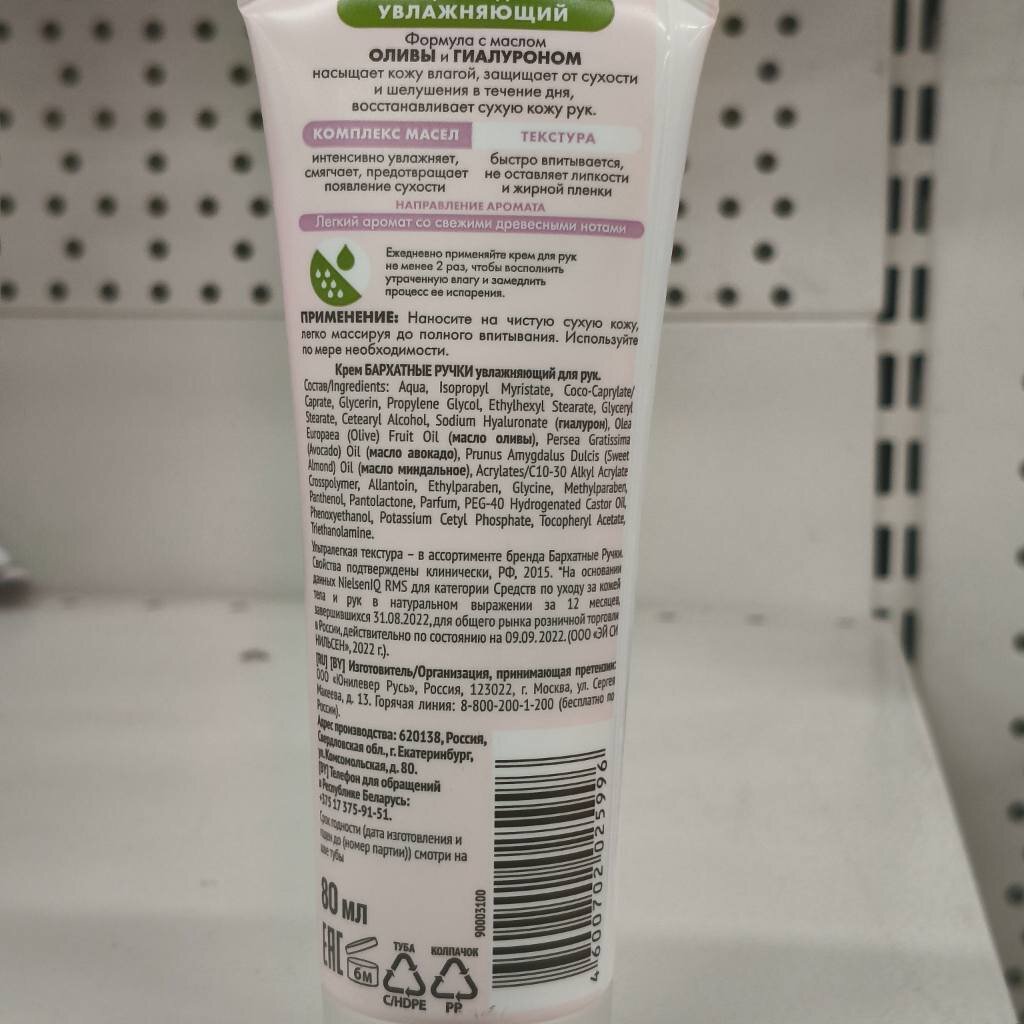 УВЛАЖНЯЮЩИЙ
Формула с маслом
ОЛИВЫ и ГИАЛУРОНОМ
насыщает кожу влагой, защищает от сухости
и шелушения в течение дня,
восстанавливает сухую кожу рук.
КОМПЛЕКС МАСЕЛ
интенсивно увлажняет,
смягчает, предотвращает
появление сухости
ТЕКСТУРА
быстро впитывается,
не оставляет липкости
и жирной пленки
НАПРАВЛЕНИЕ АРОМАТА
Легкий аромат со свежими древесными нотами
Ежедневно применяйте крем для рук
не менее 2 раз, чтобы восполнить
утраченную влагу и замедлить
процесс ее испарения.
ПРИМЕНЕНИЕ: Наносите на чистую сухую кожу,
легко массируя до полного впитывания. Используйте
по мере необходимости.
Крем БАРХАТНЫЕ РУЧКИ увлажняющий для рук.
Состав/Ingredients: Aqua, Isopropyl Myristate, Coco-Caprylate/
Caprate, Glycerin, Propylene Glycol, Ethylhexyl Stearate, Glyceryl
Stearate, Cetearyl Alcohol, Sodium Hyaluronate (гиалурон), Olea
Europaea (Olive) Fruit Oil (масло оливы), Persea Gratissima
(Avocado) Oil (масло авокадо), Prunus Amygdalus Dulcis (Sweet
Almond) Oil (масло миндальное), Acrylates/C10-30 Alkyl Acrylate
Crosspolymer, Allantoin, Ethylparaben, Glycine, Methylparaben,
Panthenol, Pantolactone, Parfum, PEG-40 Hydrogenated Castor Oil,
Phenoxyethanol, Potassium Cetyl Phosphate, Tocopheryl Acetate,
Triethanolamine.
Ультралегкая текстура – в ассортименте бренда Бархатные Ручки.
Свойства подтверждены клинически, РФ, 2015. *На основании
данных NielsenIQ RMS для категории Средств по уходу за кожей
тела и рук в натуральном выражении за 12 месяцев,
завершившихся 31.08.2022, для общего рынка розничной торговли
в России, действительно по состоянию на 09.09.2022. (ООО «ЭЙ СИ
НИЛЬСЕН», 2022 г.).
[RU] [BY] Изготовитель/Организация, принимающая претензии:
ООО «Юнилевер Русь», Россия, 123022, г. Москва, ул. Сергея
Макеева, д. 13. Горячая линия: 8-800-200-1-200 (бесплатно по
России).
Адрес производства: 620138, Россия,
Свердловская обл., г. Екатеринбург,
ул. Комсомольская, д. 80.
[BY] Телефон для обращений
в Республике Беларусь:
+375 17 375-91-51.
Срок годности (дата изготовления и
годен до (номер партии)) смотри на
шве тубы
80 мл
EAC
6м
ТУБА
C/HDPE
КОЛПАЧОК
PP
90003100
4600702025996